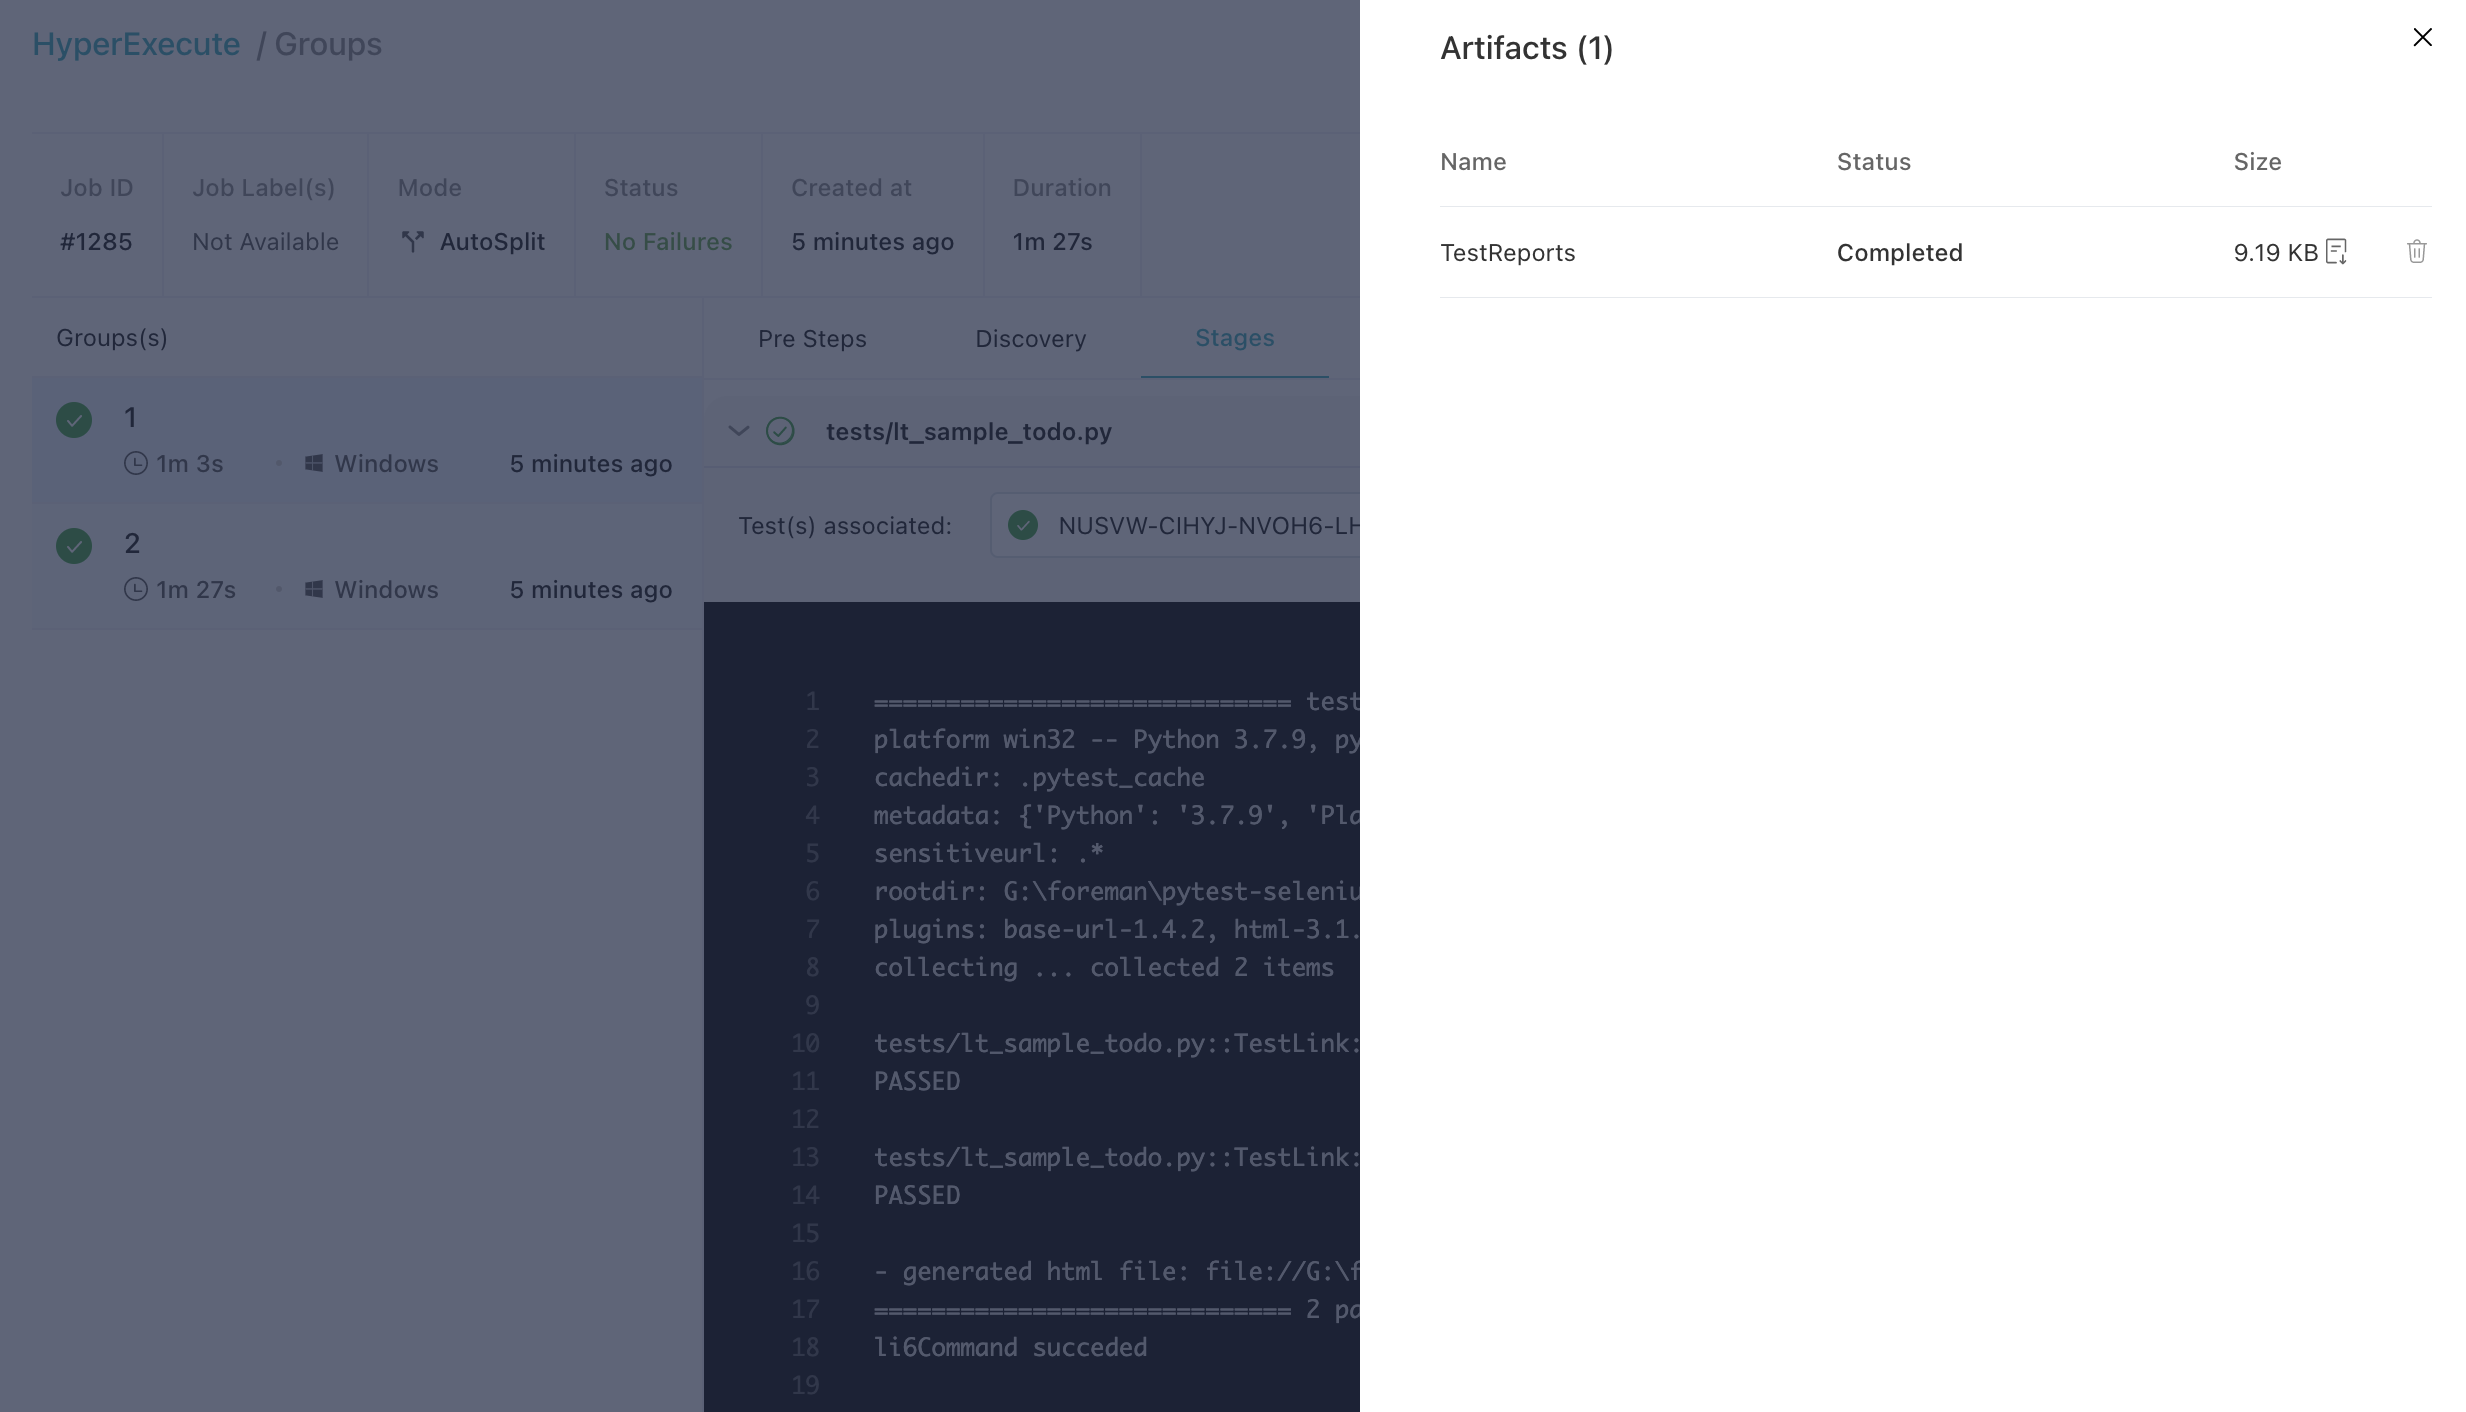 HyperExecute / Groups
Job ID
#1285
Job Label(s)
Not Available
Mode
AutoSplit
Status
No Failures
Created at
5 minutes ago
Duration
1m 27s
Groups(s)
1
1m 3s
Windows
5 minutes ago
2
1m 27s
Windows
5 minutes ago
Pre Steps
Discovery
Stages
tests/lt_sample_todo.py
Test(s) associated:
NUSVW-CIHYJ-NVOH6-LH
1 ============================= test
2 platform win32 -- Python 3.7.9, py
3 cachedir: .pytest_cache
4 metadata: {'Python': '3.7.9', 'Pla
5 sensitiveurl: .*
6 rootdir: G:\foreman\pytest-seleniu
7 plugins: base-url-1.4.2, html-3.1.
8 collecting ... collected 2 items
9
10 tests/lt_sample_todo.py::TestLink:
11 PASSED
12
13 tests/lt_sample_todo.py::TestLink:
14 PASSED
15
16 - generated html file: file://G:\f
17 ============================= 2 pa
18 li6Command succeded
19
Artifacts (1)
Name Status Size
TestReports Completed 9.19 KB